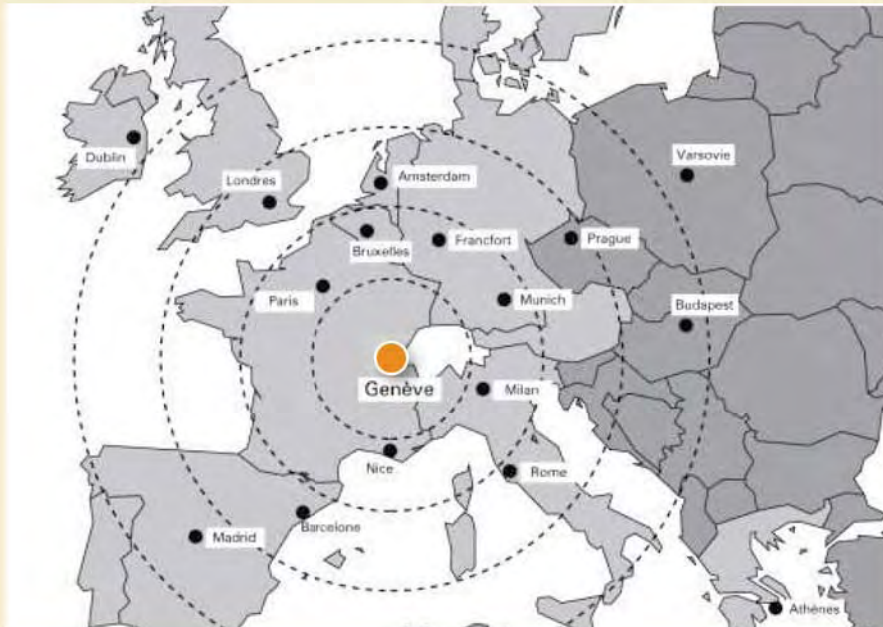 Dublin
Varsovie
Londres
Amsterdam
Bruxelles
Francfort
Prague
Paris
Munich
Budapest
Genève
Milan
Nice
Rome
Barcelone
Madrid
Athènes